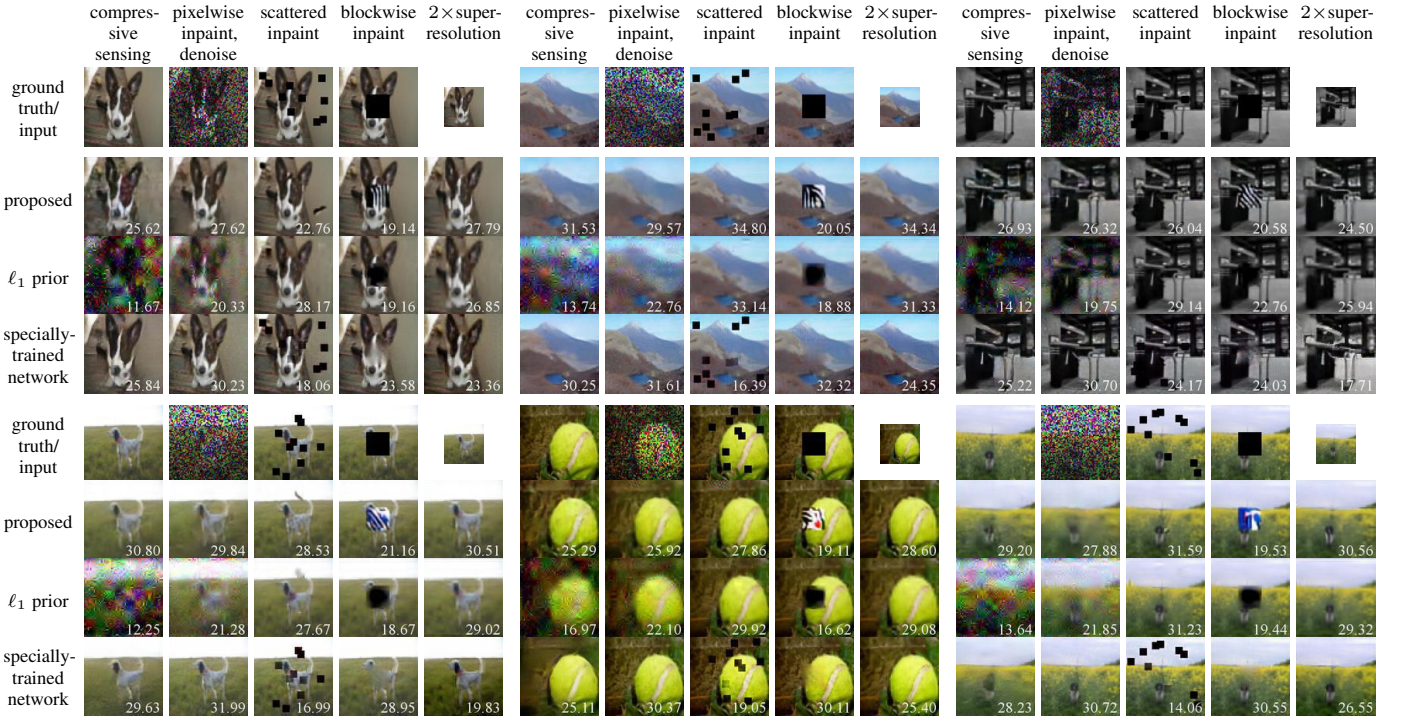 compres-
sive
sensing
pixelwise
inpaint,
denoise
scattered
inpaint
blockwise
inpaint
2×super-
resolution
compres-
sive
sensing
pixelwise
inpaint,
denoise
scattered
inpaint
blockwise
inpaint
2×super-
resolution
compres-
sive
sensing
pixelwise
inpaint,
denoise
scattered
inpaint
blockwise
inpaint
2×super-
resolution
ground
truth/
input
proposed
25.62 27.62 22.76 19.14 27.79 31.53 29.57 34.80 20.05 34.34 26.93 26.32 26.04 20.58 24.50
ℓ1 prior
11.67 20.33 28.17 19.16 26.85 13.74 22.76 33.14 18.88 31.33 14.12 19.75 29.14 22.76 25.94
specially-
trained
network
25.84 30.23 18.06 23.58 23.36 30.25 31.61 16.39 32.32 24.35 25.22 30.70 24.17 24.03 17.71
ground
truth/
input
proposed
30.80 29.84 28.53 21.16 30.51 25.29 25.92 27.86 19.11 28.60 29.20 27.88 31.59 19.53 30.56
ℓ1 prior
12.25 21.28 27.67 18.67 29.02 16.97 22.10 29.92 16.62 29.08 13.64 21.85 31.23 19.44 29.32
specially-
trained
network
29.63 31.99 16.99 28.95 19.83 25.11 30.37 19.05 30.11 25.40 28.23 30.72 14.06 30.55 26.55